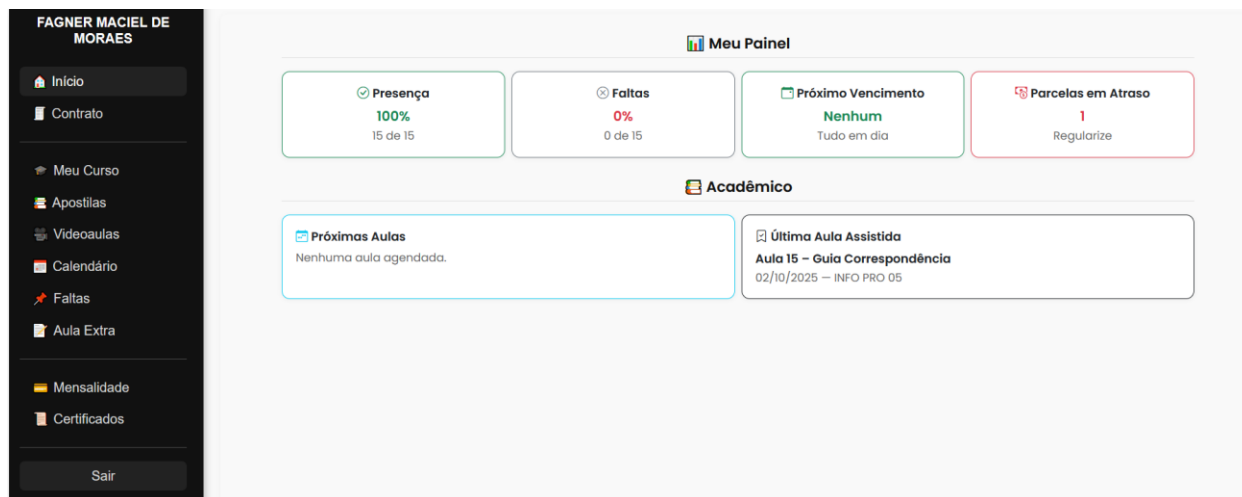 FAGNER MACIEL DE
MORAES
Início
Contrato
Meu Curso
Apostilas
Videoaulas
Calendário
Faltas
Aula Extra
Mensalidade
Certificados
Sair
Meu Painel
Presença
100%
15 de 15
Faltas
0%
0 de 15
Próximo Vencimento
Nenhum
Tudo em dia
Parcelas em Atraso
1
Regularize
Acadêmico
Próximas Aulas
Nenhuma aula agendada.
Última Aula Assistida
Aula 15 – Guia Correspondência
02/10/2025 — INFO PRO 05